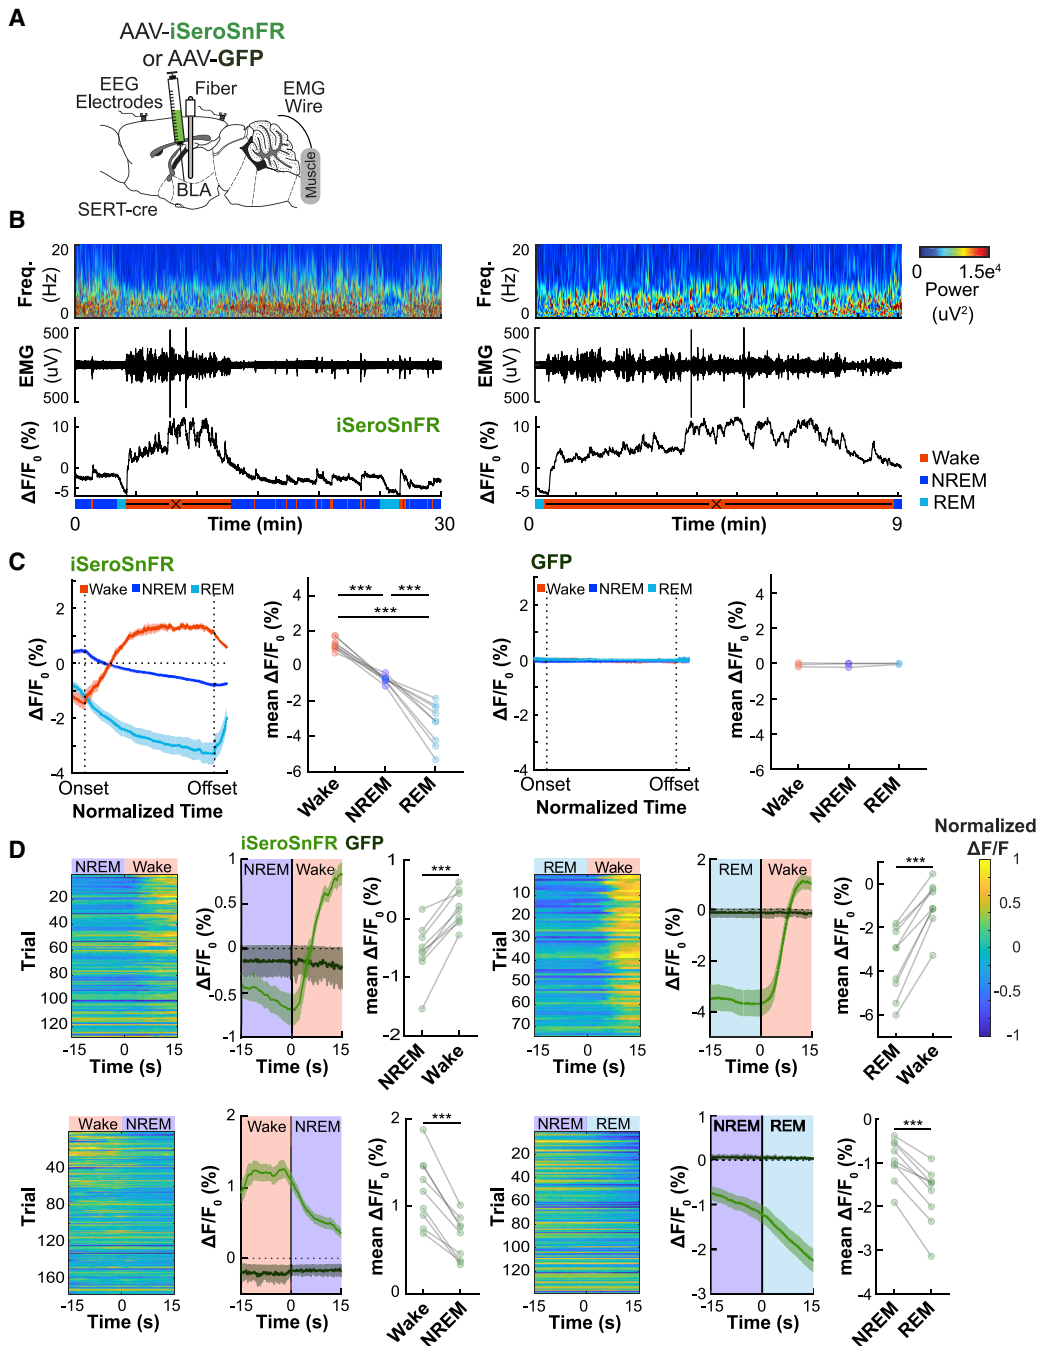 A
AAV-iSeroSnFR
or AAV-GFP
EEG
Electrodes
Fiber
EMG
Wire
Muscle
BLA
SERT-cre
B
Freq.
(Hz)
20
0
EMG
(uV)
500
500
iSeroSnFR
ΔF/F0 (%)
10
0
-5
0
Time (min)
30
Freq.
(Hz)
20
0
EMG
(uV)
500
500
ΔF/F0 (%)
10
0
-5
0
Time (min)
9
0
1.5e4
Power
(uV2)
Wake
NREM
REM
C
iSeroSnFR
Wake NREM REM
ΔF/F0 (%)
2
0
-2
-4
Onset
Offset
Normalized Time
mean ΔF/F0 (%)
4
2
0
-2
-4
-6
*** ***
***
Wake
NREM
REM
GFP
Wake NREM REM
ΔF/F0 (%)
2
0
-2
-4
Onset
Offset
Normalized Time
mean ΔF/F0 (%)
4
2
0
-2
-4
-6
Wake
NREM
REM
D
iSeroSnFR GFP
NREM Wake
Trial
20
40
60
80
100
120
-15 0 15
Time (s)
NREM Wake
ΔF/F0 (%)
1
0.5
0
-0.5
-1
-15 0 15
Time (s)
mean ΔF/F0 (%)
1
0
-1
-2
***
NREM
Wake
REM Wake
Trial
10
20
30
40
50
60
70
-15 0 15
Time (s)
REM Wake
ΔF/F0 (%)
2
0
-2
-4
-15 0 15
Time (s)
mean ΔF/F0 (%)
0
-2
-4
-6
***
REM
Wake
Normalized
ΔF/F
1
0.5
0
-0.5
-1
Wake NREM
Trial
20
40
80
120
160
-15 0 15
Time (s)
Wake NREM
ΔF/F0 (%)
2
1
0
-15 0 15
Time (s)
mean ΔF/F0 (%)
2
1
0
***
Wake
NREM
NREM REM
Trial
20
40
60
80
100
120
-15 0 15
Time (s)
NREM REM
ΔF/F0 (%)
1
0
-1
-2
-3
-15 0 15
Time (s)
mean ΔF/F0 (%)
0
-1
-2
-3
-4
***
NREM
REM